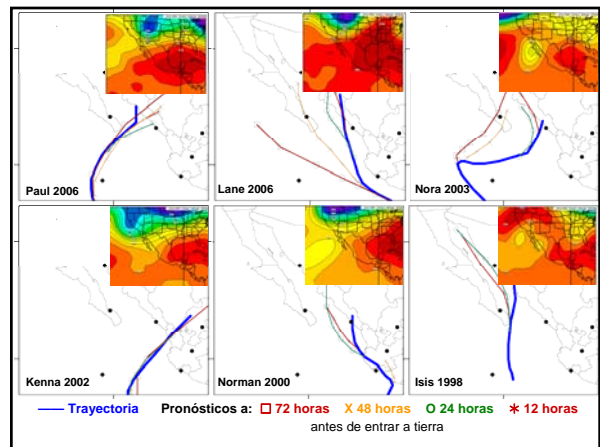 Paul 2006
Lane 2006
Nora 2003
Kenna 2002
Norman 2000
Isis 1998
Trayectoria Pronósticos a: 72 horas X 48 horas O 24 horas * 12 horas
antes de entrar a tierra